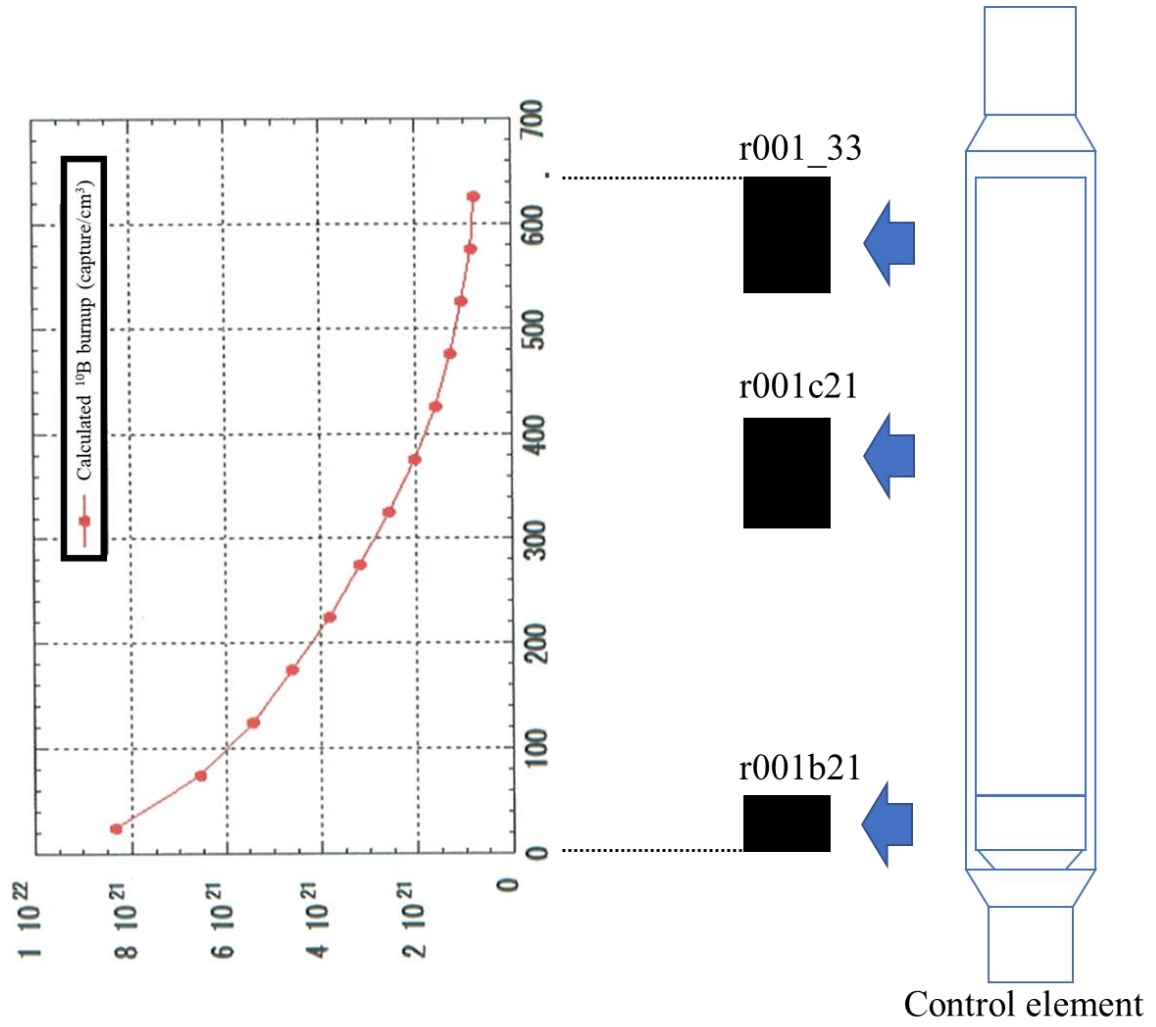 Calculated ¹⁰B burnup (capture/cm³)
700
600
500
400
300
200
100
0
1 10²²
8 10²¹
6 10²¹
4 10²¹
2 10²¹
0
r001_33
r001c21
r001b21
Control element